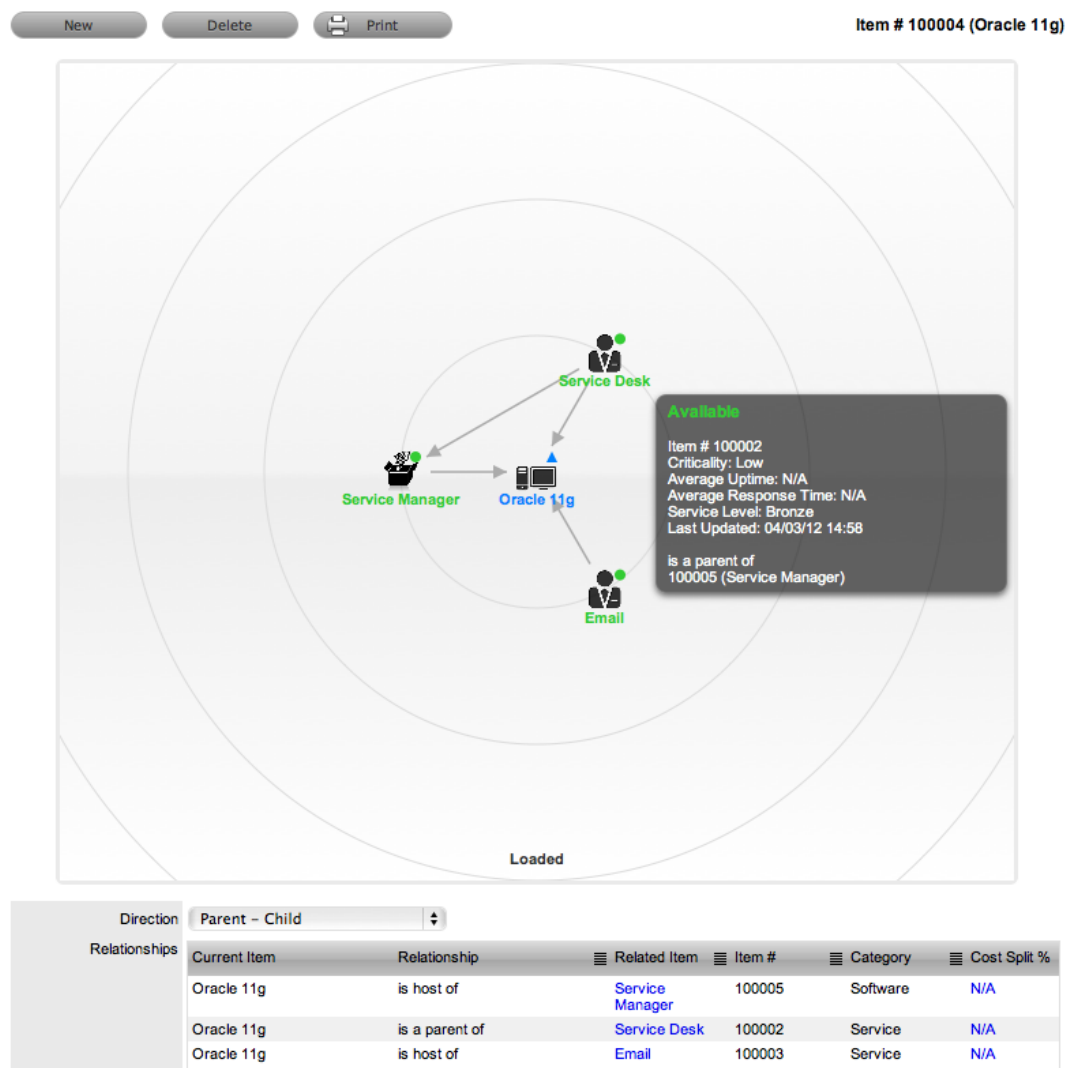 New
Delete
Print
Item # 100004 (Oracle 11g)
Service Desk
Available
Item # 100002
Criticality: Low
Average Uptime: N/A
Average Response Time: N/A
Service Level: Bronze
Last Updated: 04/03/12 14:58
is a parent of
100005 (Service Manager)
Service Manager
Oracle 11g
Email
Loaded
Direction
Parent - Child
Relationships
Current Item Relationship Related Item Item # Category Cost Split %
Oracle 11g is host of Service 100005 Software N/A
Manager
Oracle 11g is a parent of Service Desk 100002 Service N/A
Oracle 11g is host of Email 100003 Service N/A